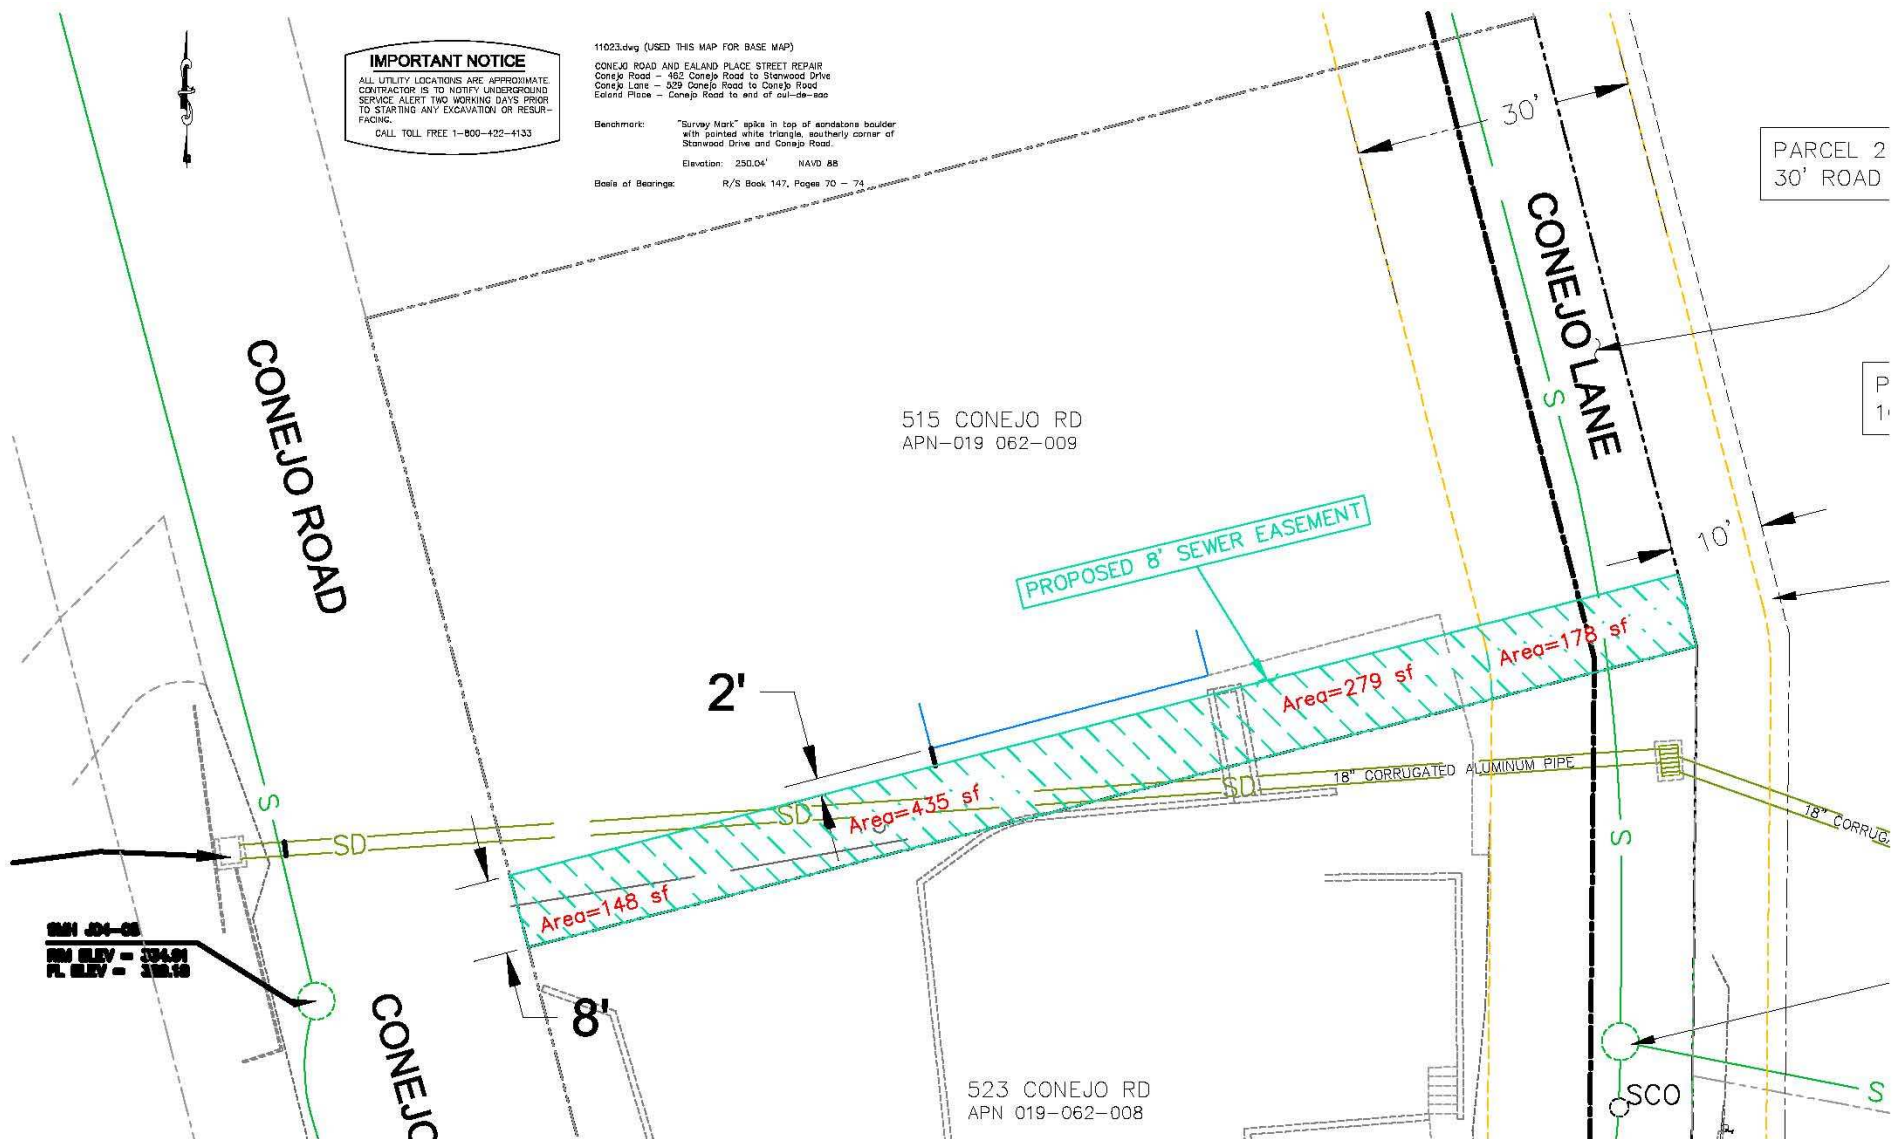 IMPORTANT NOTICE
ALL UTILITY LOCATIONS ARE APPROXIMATE.
CONTRACTOR IS TO NOTIFY UNDERGROUND
SERVICE ALERT TWO WORKING DAYS PRIOR
TO STARTING ANY EXCAVATION OR RESUR-
FACING.
CALL TOLL FREE 1-800-422-4133
11023.dwg (USED THIS MAP FOR BASE MAP)
CONEJO ROAD AND EALAND PLACE STREET REPAIR
Conejo Road - 462 Conejo Road to Stanwood Drive
Conejo Lane - 529 Conejo Road to Conejo Road
Ealand Place - Conejo Road to end of cul-de-sac
Benchmark: "Survey Mark" spike in top of sandstone boulder
with pointed white triangle, southerly corner of
Stanwood Drive and Conejo Road.
Elevation: 250.04' NAVD 88
Basis of Bearings: R/S Book 147, Pages 70 - 74
30'
PARCEL 2
30' ROAD
CONEJO LANE
CONEJO ROAD
P
1
515 CONEJO RD
APN-019 062-009
S
10'
PROPOSED 8' SEWER EASEMENT
Area=178 sf
Area=279 sf
2'
18" CORRUGATED ALUMINUM PIPE
S
SD
SD
SD
Area=435 sf
18" CORRUG
S
Area=148 sf
SMH J04-
RIM ELEV =
FL ELEV =
8'
CONEJO
523 CONEJO RD
APN 019-062-008
SCO
S